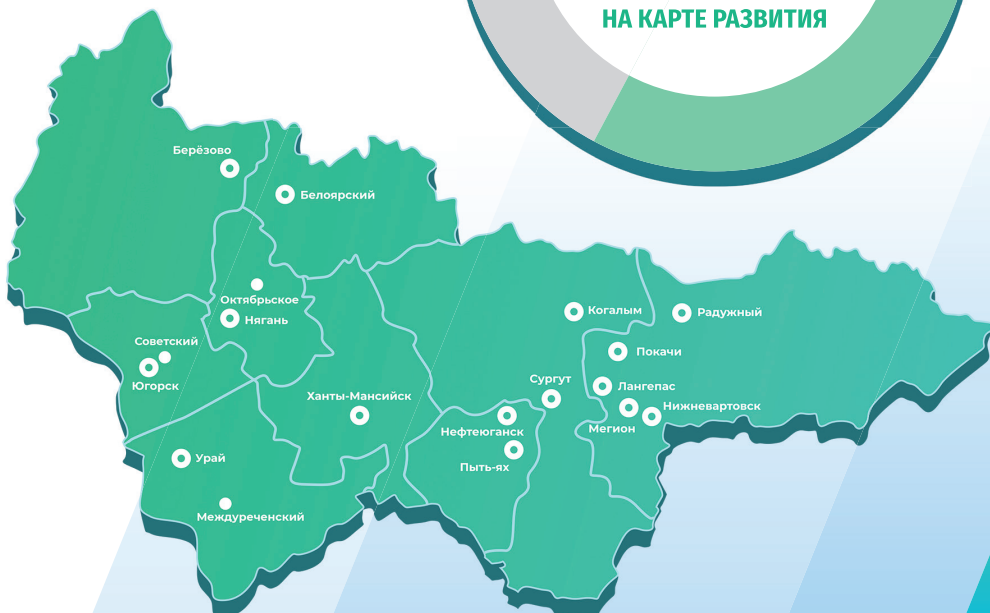 НА КАРТЕ РАЗВИТИЯ
Берёзово
Белоярский
Октябрьское
Нягань
Советский
Югорск
Когалым
Радужный
Покачи
Сургут
Лангепас
Ханты-Мансийск
Нижневартовск
Нефтеюганск
Мегион
Урай
Пыть-ях
Междуреченский